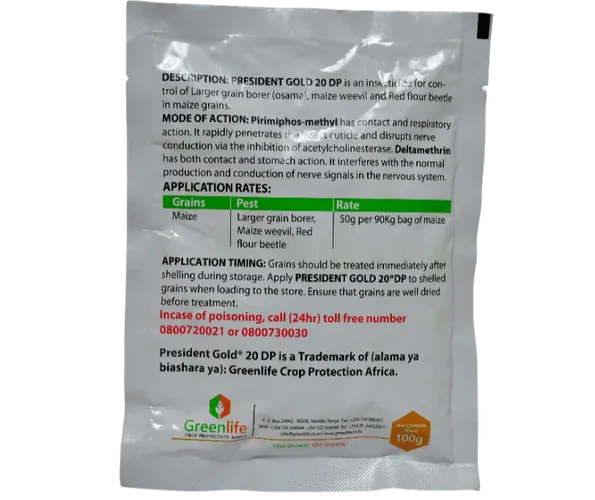 DESCRIPTION: PRESIDENT GOLD 20 DP is an insecticide for con-
trol of Larger grain borer (osama), maize weevil and Red flour beetle
in maize grains.
MODE OF ACTION: Pirimiphos-methyl has contact and respiratory
action. It rapidly penetrates the insect cuticle and disrupts nerve
conduction via the inhibition of acetylcholinesterase. Deltamethrin
has both contact and stomach action. It interferes with the normal
production and conduction of nerve signals in the nervous system.
APPLICATION RATES:
Grains Pest Rate
Maize Larger grain borer, 50g per 90Kg bag of maize
Maize weevil, Red
flour beetle
APPLICATION TIMING: Grains should be treated immediately after
shelling during storage. Apply PRESIDENT GOLD 20®DP to shelled
grains when loading to the store. Ensure that grains are well dried
before treatment.
Incase of poisoning, call (24hr) toll free number
0800720021 or 0800730030
President Gold® 20 DP is a Trademark of (alama ya
biashara ya): Greenlife Crop Protection Africa.
Greenlife
CROP PROTECTION AFRICA
Your Growth, Our Growth
100g